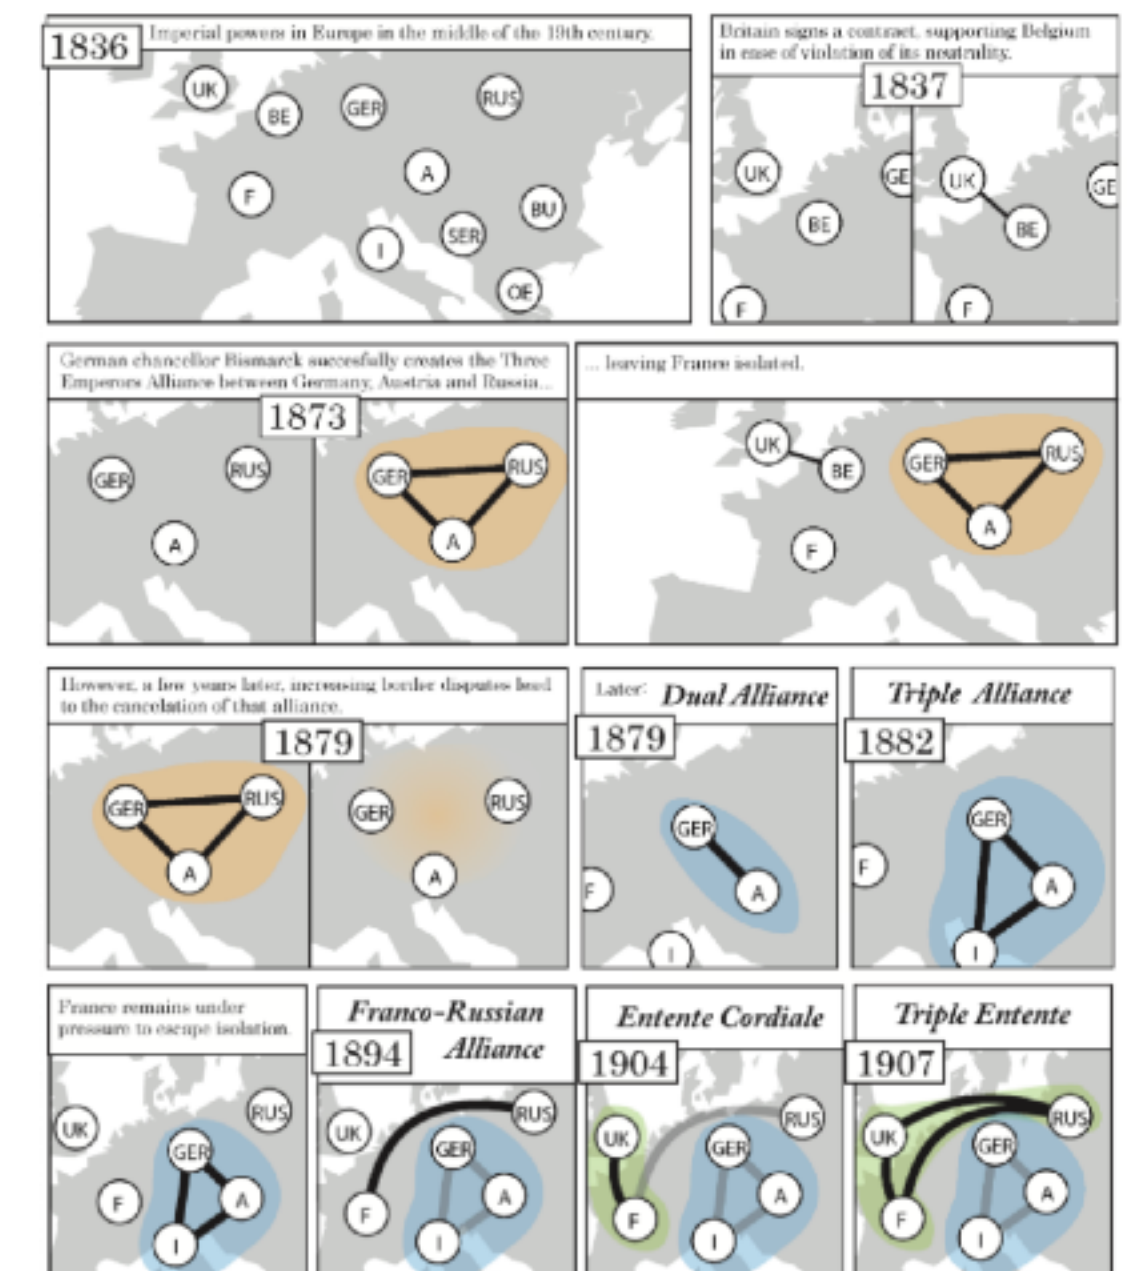 1836
Imperial powers in Europe in the middle of the 19th century.
UK
BE
GER
RUS
F
A
BU
SER
I
OE
Britain signs a contract, supporting Belgium
in case of violation of its neutrality.
1837
UK
GE
BE
F
UK
GE
BE
F
German chancellor Bismarck succesfully creates the Three
Emperors Alliance between Germany, Austria and Russia...
1873
GER
RUS
A
GER
RUS
A
... leaving France isolated.
UK
BE
GER
RUS
A
F
However, a few years later, increasing border disputes lead
to the cancelation of that alliance.
1879
GER
RUS
A
GER
RUS
A
Later: Dual Alliance
1879
GER
A
F
I
Triple Alliance
1882
GER
F
A
I
France remains under
pressure to escape isolation.
UK
RUS
GER
F
A
I
Franco-Russian
Alliance
1894
UK
RUS
GER
F
A
I
Entente Cordiale
1904
UK
RUS
GER
F
A
I
Triple Entente
1907
UK
RUS
GER
F
A
I